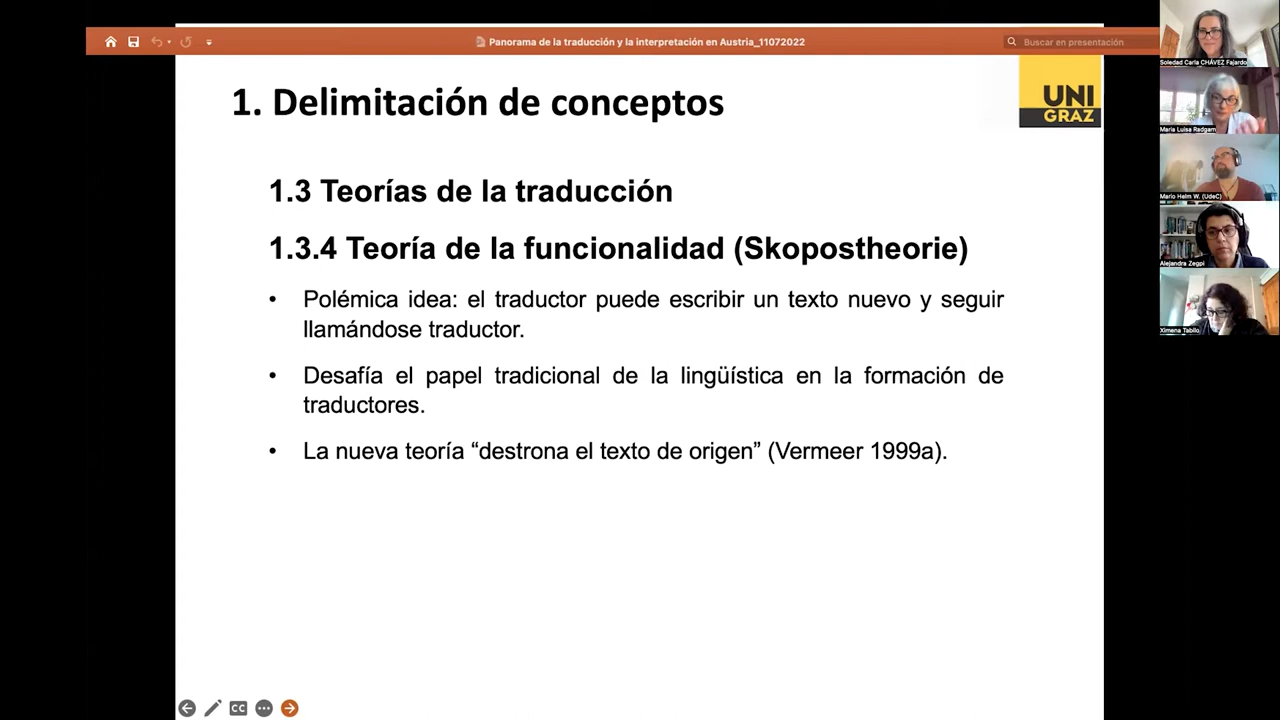 Panorama de la traducción y la interpretación en Austria_11072022
Buscar en presentación
1. Delimitación de conceptos
UNI
GRAZ
1.3 Teorías de la traducción
1.3.4 Teoría de la funcionalidad (Skopostheorie)
• Polémica idea: el traductor puede escribir un texto nuevo y seguir
llamándose traductor.
• Desafía el papel tradicional de la lingüística en la formación de
traductores.
• La nueva teoría “destrona el texto de origen” (Vermeer 1999a).
CC
Soledad Carla CHÁVEZ Fajardo
Maria Luisa Radgam
Mario Helm W. (UdeC)
Alejandra Zegpi
Ximena Tabilo